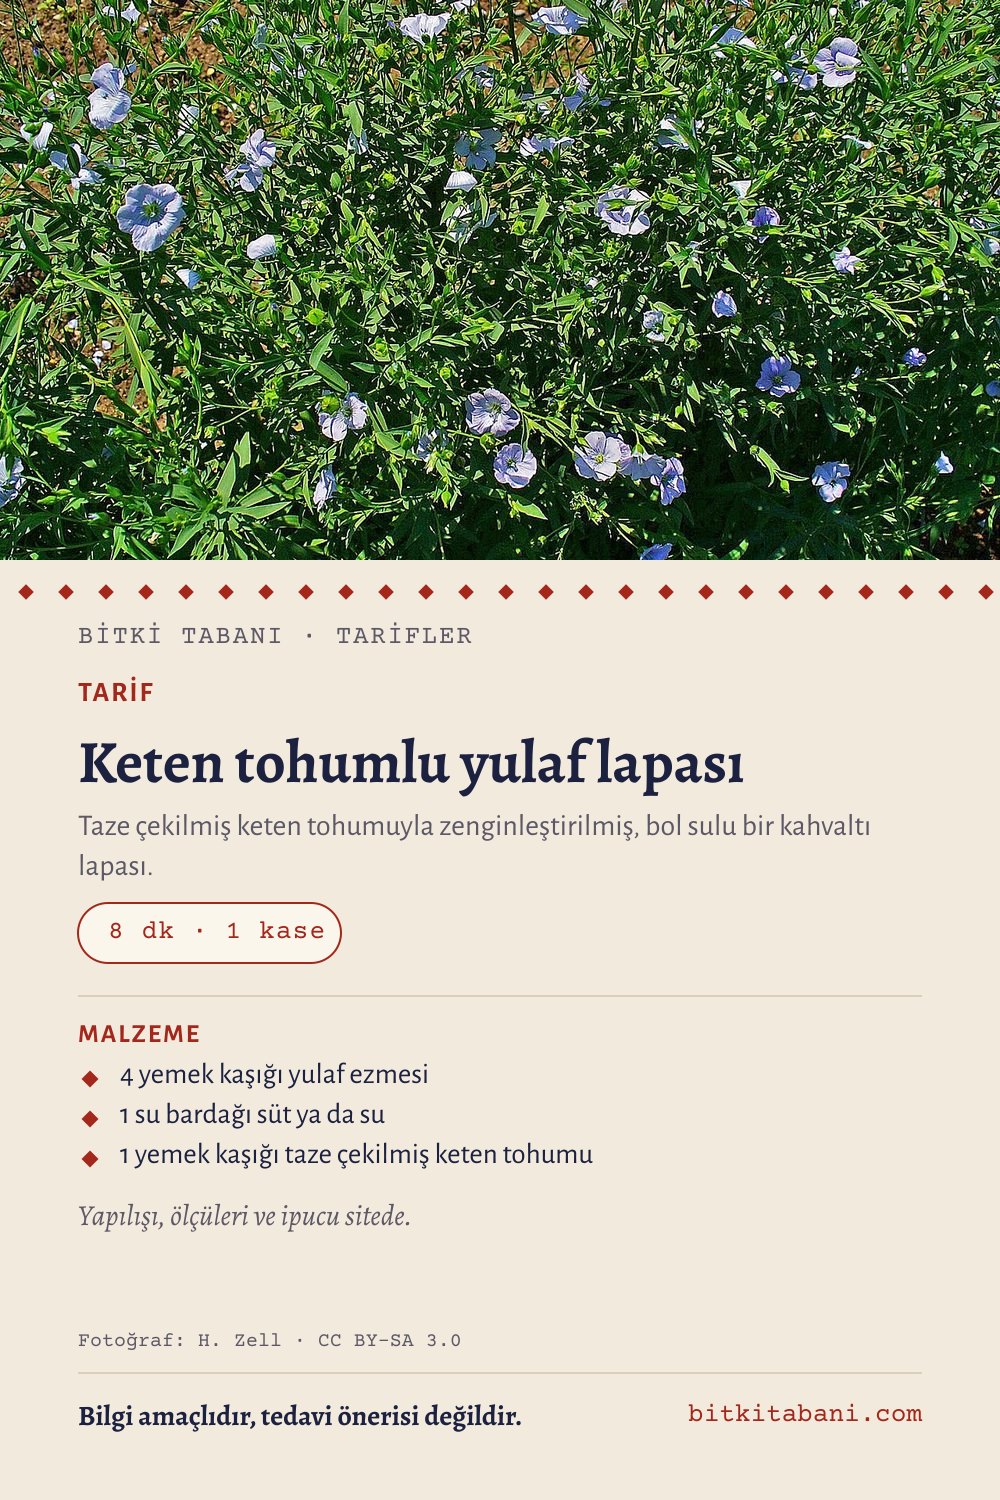 BİTKİ TABANI · TARİFLER
TARİF
Keten tohumlu yulaf lapası
Taze çekilmiş keten tohumuyla zenginleştirilmiş, bol sulu bir kahvaltı
lapası.
8 dk · 1 kase
MALZEME
4 yemek kaşığı yulaf ezmesi
1 su bardağı süt ya da su
1 yemek kaşığı taze çekilmiş keten tohumu
Yapılışı, ölçüleri ve ipucu sitede.
Fotoğraf: H. Zell · CC BY-SA 3.0
Bilgi amaçlıdır, tedavi önerisi değildir.
bitkitabani.com